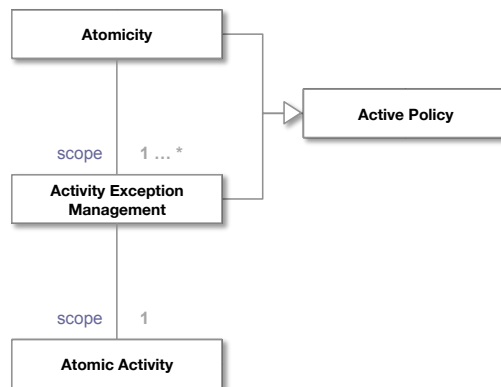 Atomicity
Active Policy
scope 1 ... *
Activity Exception
Management
scope 1
Atomic Activity